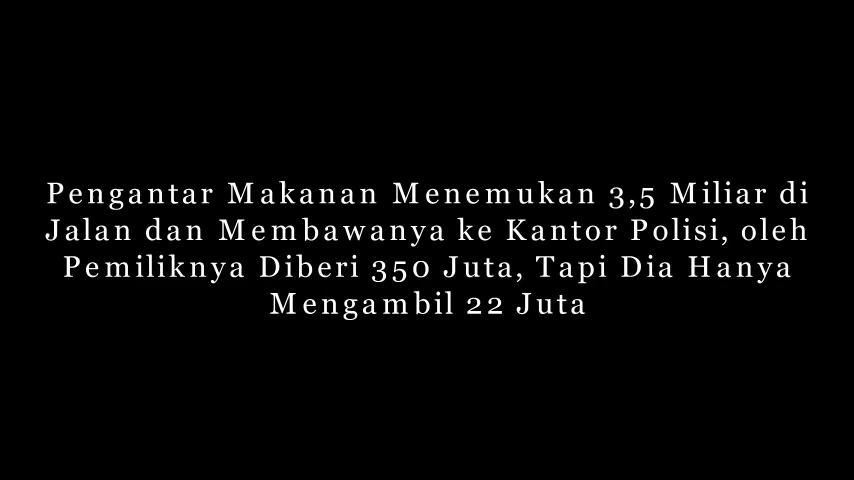 Pengantar Makanan Menemukan 3,5 Miliar di
Jalan dan Membawanya ke Kantor Polisi, oleh
Pemiliknya Diberi 350 Juta, Tapi Dia Hanya
Mengambil 22 Juta